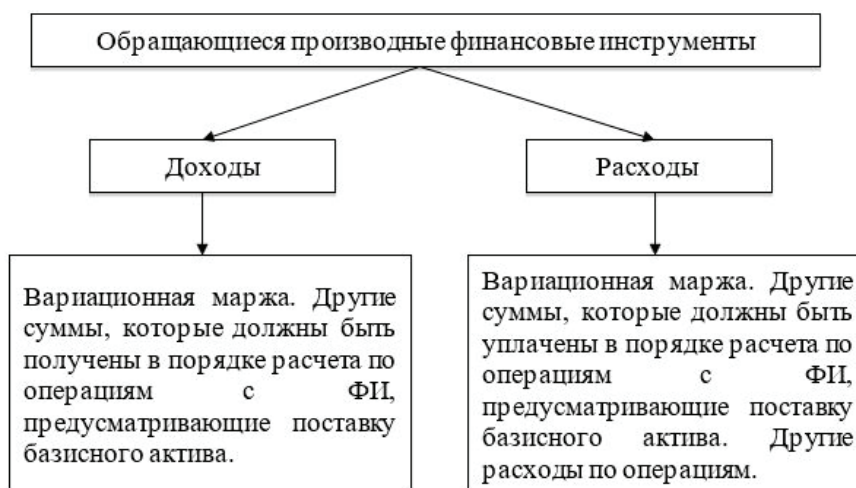 Обращающиеся производные финансовые инструменты
Доходы
Расходы
Вариационная маржа. Другие
суммы, которые должны быть
получены в порядке расчета по
операциям с ФИ,
предусматривающие поставку
базисного актива.
Вариационная маржа. Другие
суммы, которые должны быть
уплачены в порядке расчета по
операциям с ФИ,
предусматривающие поставку
базисного актива. Другие
расходы по операциям.